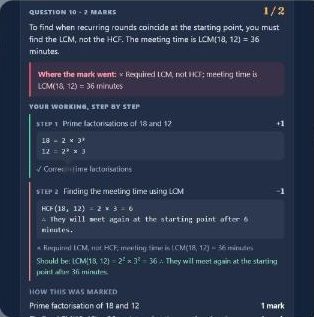 QUESTION 10 · 2 MARKS
1/2
To find when recurring rounds coincide at the starting point, you must
find the LCM, not the HCF. The meeting time is LCM(18, 12) = 36
minutes.
Where the mark went: × Required LCM, not HCF; meeting time is
LCM(18, 12) = 36 minutes
YOUR WORKING, STEP BY STEP
STEP 1 Prime factorisations of 18 and 12
+1
18 = 2 × 3²
12 = 2² × 3
✓ Correct prime factorisations
STEP 2 Finding the meeting time using LCM
−1
HCF(18, 12) = 2 × 3 = 6
∴ They will meet again at the starting point after 6
minutes.
× Required LCM, not HCF; meeting time is LCM(18, 12) = 36 minutes
Should be: LCM(18, 12) = 2² × 3² = 36 ∴ They will meet again at the starting
point after 36 minutes.
HOW THIS WAS MARKED
Prime factorisation of 18 and 12
1 mark